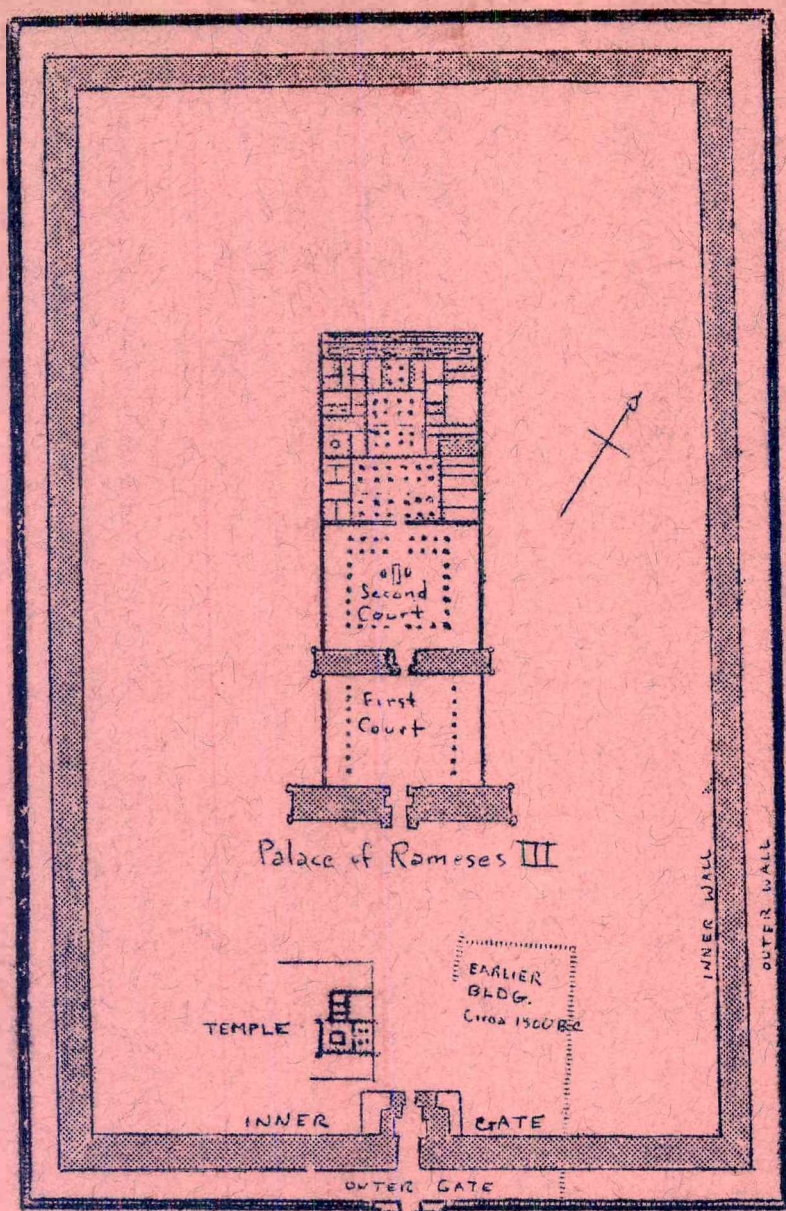 Second
Court
First
Court
Palace of Rameses III
INNER WALL
OUTER WALL
EARLIER
BLDG.
Circa 1500 B.C.
TEMPLE
INNER GATE
OUTER GATE